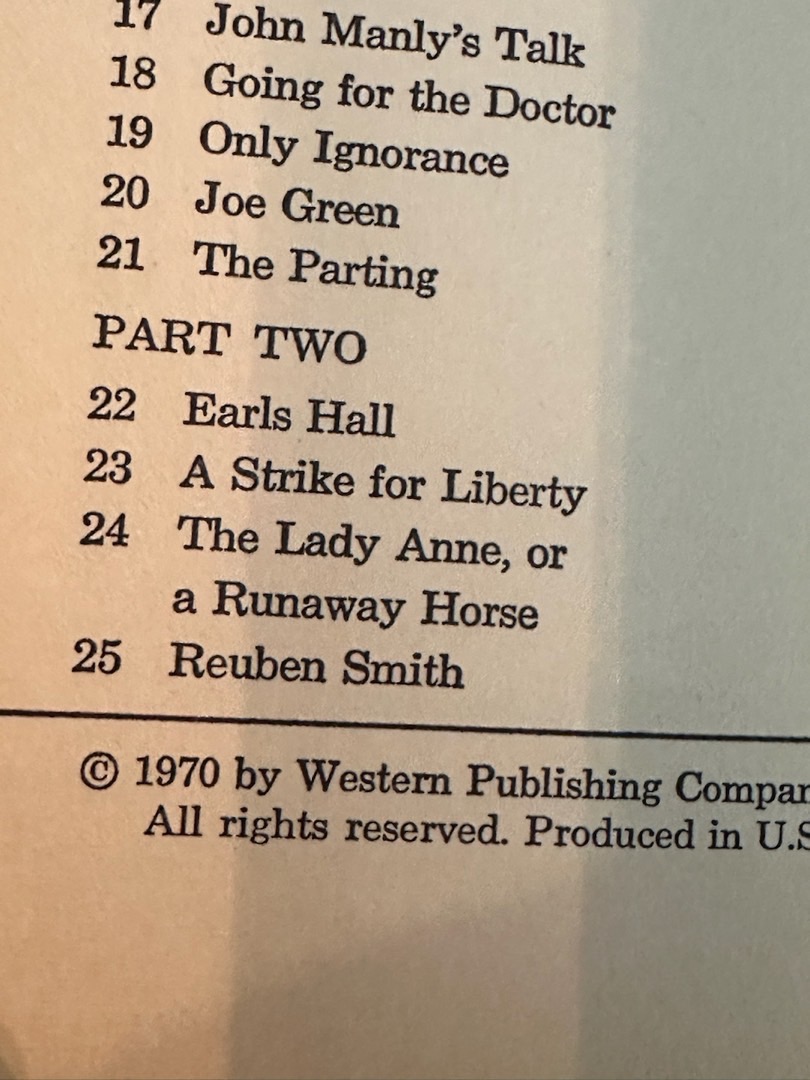 17 John Manly's Talk
18 Going for the Doctor
19 Only Ignorance
20 Joe Green
21 The Parting
PART TWO
22 Earls Hall
23 A Strike for Liberty
24 The Lady Anne, or
a Runaway Horse
25 Reuben Smith
© 1970 by Western Publishing
All rights reserved. Produced in